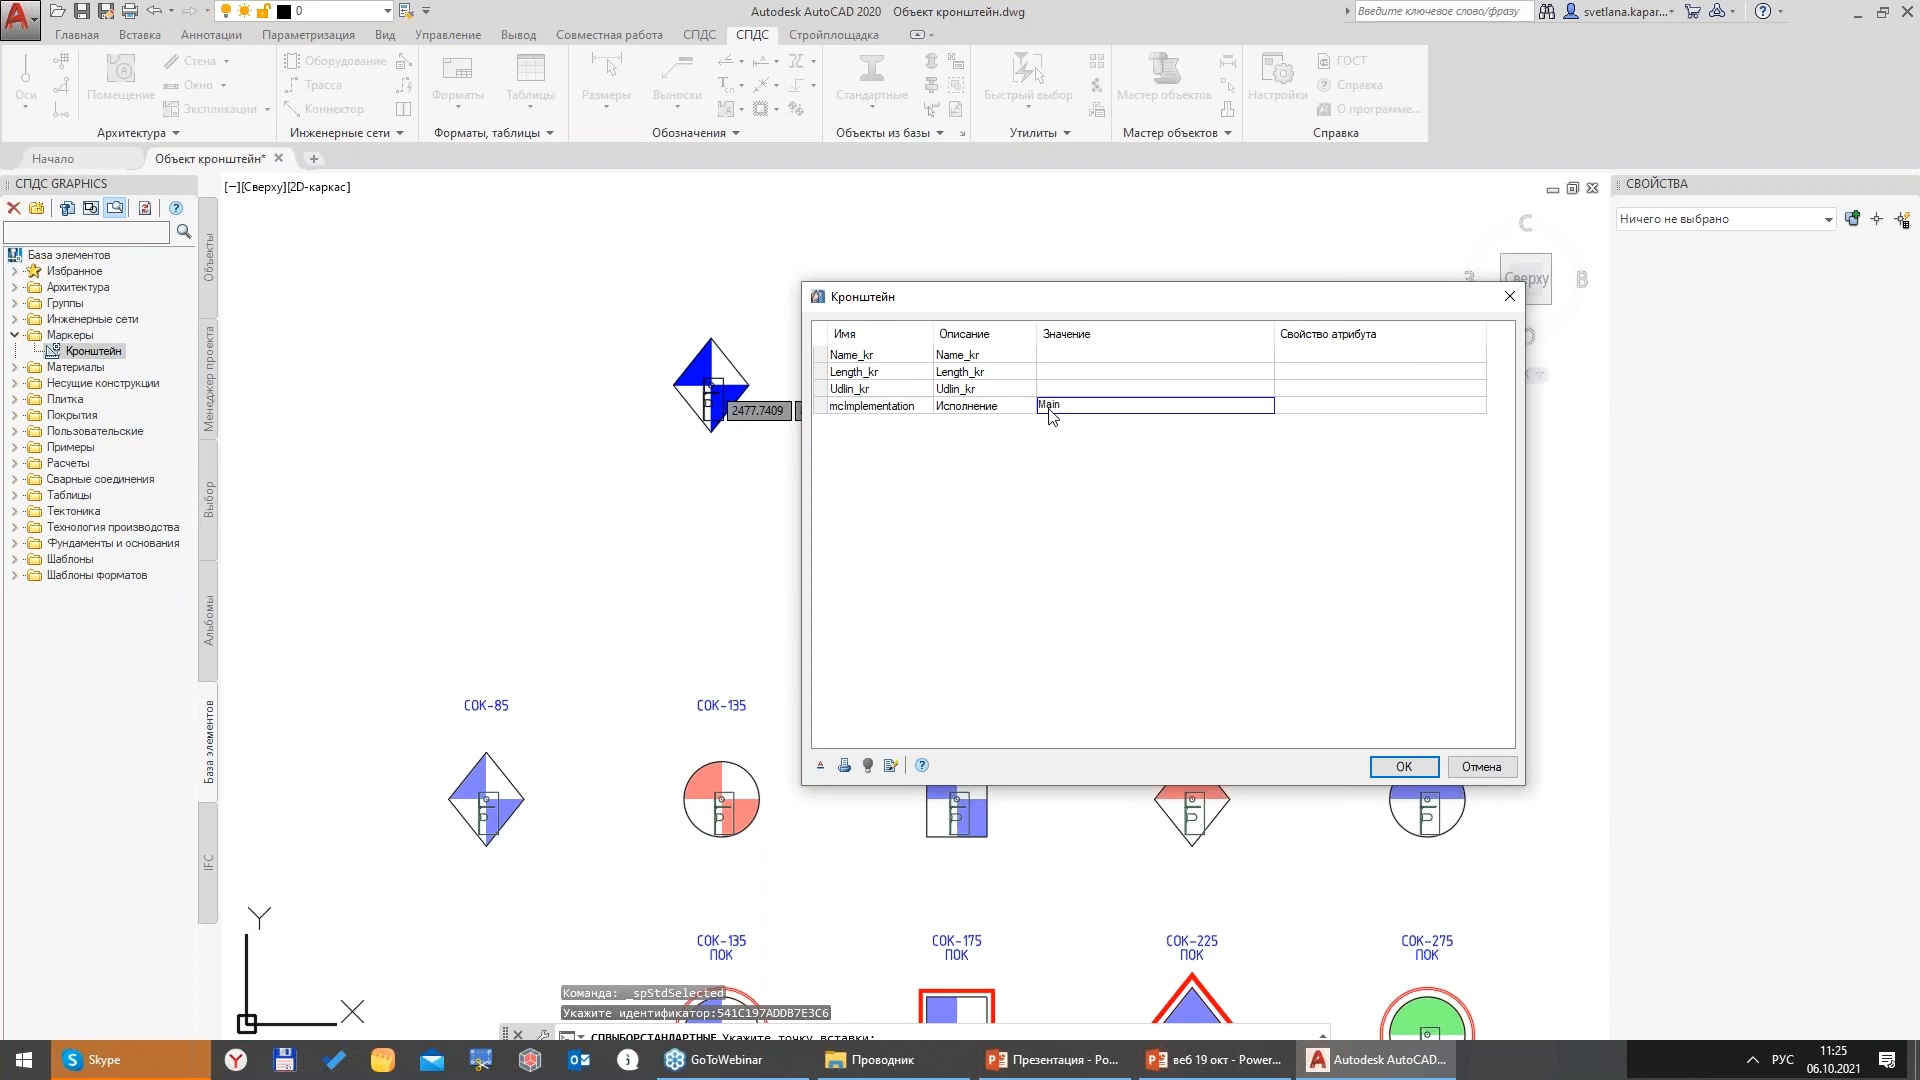 0
Autodesk AutoCAD 2020 Объект кронштейн.dwg
Введите ключевое слово/фразу
svetlana.kapar...
Главная Вставка Аннотации Параметризация Вид Управление Вывод Совместная работа СПДС СПДС Стройплощадка
Оси
Помещение
Стена
Окно
Экспликации
Оборудование
Трасса
Коннектор
Форматы
Таблицы
Размеры
Выноски
Стандартные
Быстрый выбор
Мастер объектов
Настройки
ГОСТ
Справка
О программе...
Архитектура Инженерные сети Форматы, таблицы Обозначения Объекты из базы Утилиты Мастер объектов Справка
Начало
Объект кронштейн*
СПДС GRAPHICS
[−][Сверху][2D-каркас]
СВОЙСТВА
Ничего не выбрано
База элементов
Избранное
Архитектура
Группы
Инженерные сети
Маркеры
Кронштейн
Материалы
Несущие конструкции
Плитка
Покрытия
Пользовательские
Примеры
Расчеты
Сварные соединения
Таблицы
Тектоника
Технология производства
Фундаменты и основания
Шаблоны
Шаблоны форматов
Объекты
Менеджер проекта
Выбор
Альбомы
База элементов
IFC
С
Сверху
З
В
2477.7409
Кронштейн
Имя Описание Значение Свойство атрибута
Name_kr Name_kr
Length_kr Length_kr
Udlin_kr Udlin_kr
mcImplementation Исполнение Main
OK
Отмена
СОК-85
СОК-135
СОК-135
ПОК
СОК-175
ПОК
СОК-225
ПОК
СОК-275
ПОК
Y
X
Команда: _spStdSelected
Укажите идентификатор:541C197ADDB7E3C6
СПВЫБОРСТАНДАРТНЫЕ Укажите точку вставки:
Skype
GoToWebinar
Проводник
Презентация - Po...
веб 19 окт - Power...
Autodesk AutoCAD...
РУС
11:25
06.10.2021